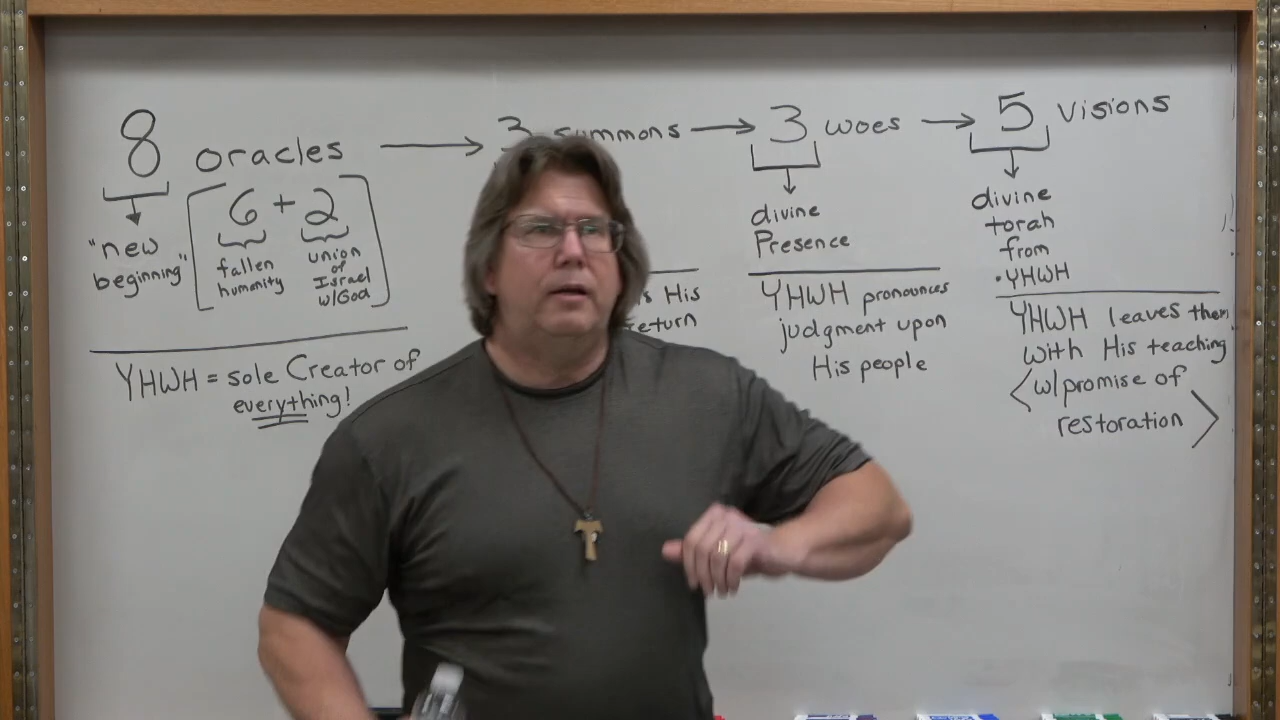 8 oracles → 3 summons → 3 woes → 5 visions
"new
beginning"
[6 + 2]
fallen
humanity
union
of
Israel
w/God
YHWH = sole Creator of
everything!
His
return
divine
Presence
YHWH pronounces
judgment upon
His people
divine
torah
from
YHWH
YHWH leaves them
with His teaching
<w/promise of
restoration>